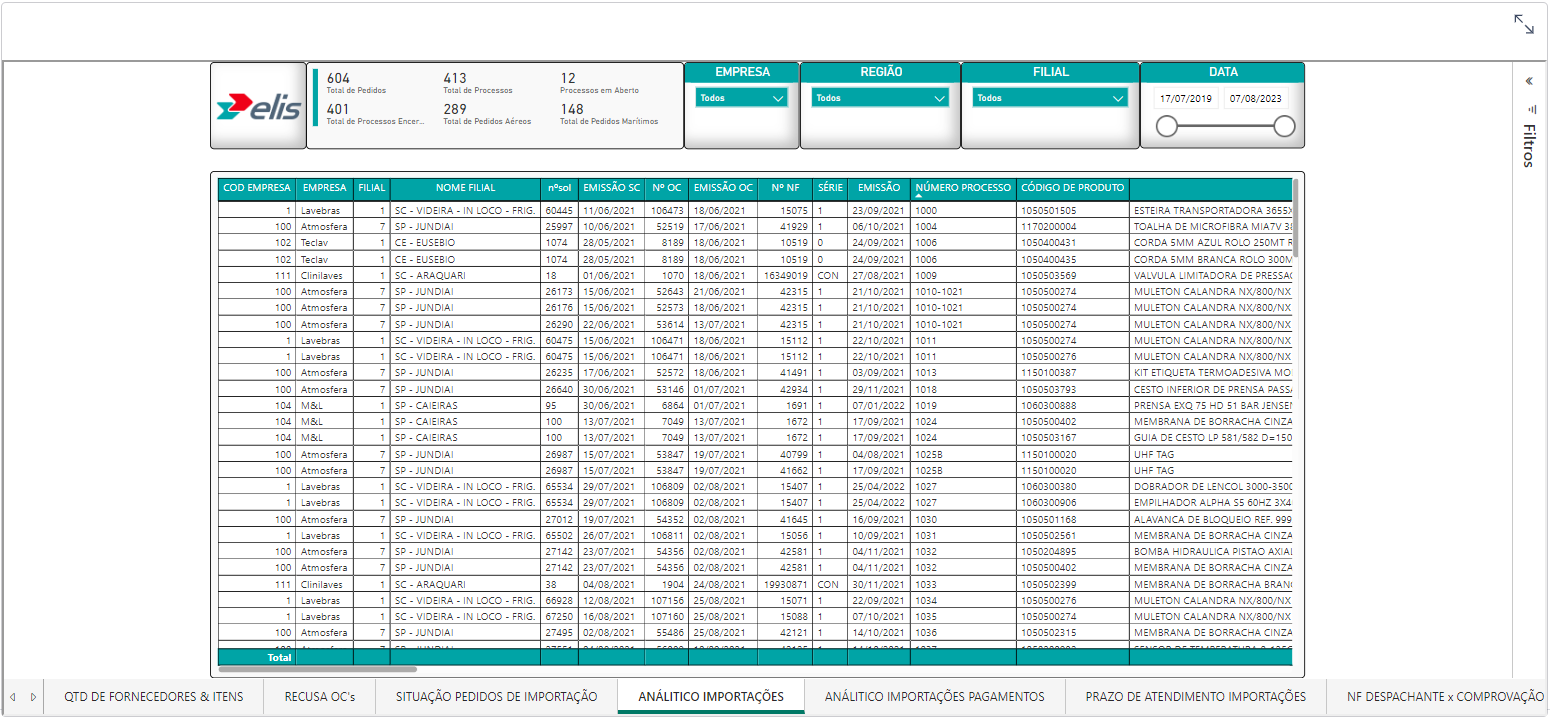 elis
604 413 12
Total de Pedidos Total de Processos Processos em Aberto
401 289 148
Total de Processos Encer... Total de Pedidos Aéreos Total de Pedidos Marítimos
EMPRESA REGIÃO FILIAL DATA
Todos Todos Todos 17/07/2019 07/08/2023
Filtros
COD EMPRESA EMPRESA FILIAL NOME FILIAL nºsol EMISSÃO SC Nº OC EMISSÃO OC Nº NF SÉRIE EMISSÃO NÚMERO PROCESSO CÓDIGO DE PRODUTO
1 Lavebras 1 SC - VIDEIRA - IN LOCO - FRIG. 60445 11/06/2021 106473 18/06/2021 15075 1 23/09/2021 1000 1050501505 ESTEIRA TRANSPORTADORA 3655X
100 Atmosfera 7 SP - JUNDIAI 25997 10/06/2021 52519 17/06/2021 41929 1 06/10/2021 1004 1170200004 TOALHA DE MICROFIBRA MIA7V 38
102 Teclav 1 CE - EUSEBIO 1074 28/05/2021 8189 18/06/2021 10519 0 24/09/2021 1006 1050400431 CORDA 5MM AZUL ROLO 250MT R
102 Teclav 1 CE - EUSEBIO 1074 28/05/2021 8189 18/06/2021 10519 0 24/09/2021 1006 1050400435 CORDA 5MM BRANCA ROLO 300M
111 Clinilaves 1 SC - ARAQUARI 18 01/06/2021 1070 18/06/2021 16349019 CON 27/08/2021 1009 1050503569 VALVULA LIMITADORA DE PRESSAC
100 Atmosfera 7 SP - JUNDIAI 26173 15/06/2021 52643 21/06/2021 42315 1 21/10/2021 1010-1021 1050500274 MULETON CALANDRA NX/800/NX
100 Atmosfera 7 SP - JUNDIAI 26176 15/06/2021 52573 18/06/2021 42315 1 21/10/2021 1010-1021 1050500274 MULETON CALANDRA NX/800/NX
100 Atmosfera 7 SP - JUNDIAI 26290 22/06/2021 53614 13/07/2021 42315 1 21/10/2021 1010-1021 1050500274 MULETON CALANDRA NX/800/NX
1 Lavebras 1 SC - VIDEIRA - IN LOCO - FRIG. 60475 15/06/2021 106471 18/06/2021 15112 1 22/10/2021 1011 1050500274 MULETON CALANDRA NX/800/NX
1 Lavebras 1 SC - VIDEIRA - IN LOCO - FRIG. 60475 15/06/2021 106471 18/06/2021 15112 1 22/10/2021 1011 1050500276 MULETON CALANDRA NX/800/NX
100 Atmosfera 7 SP - JUNDIAI 26235 17/06/2021 52572 18/06/2021 41491 1 03/09/2021 1013 1150100387 KIT ETIQUETA TERMOADESIVA MO
100 Atmosfera 7 SP - JUNDIAI 26640 30/06/2021 53146 01/07/2021 42934 1 29/11/2021 1018 1050503793 CESTO INFERIOR DE PRENSA PASSA
104 M&L 1 SP - CAIEIRAS 95 30/06/2021 6864 01/07/2021 1691 1 07/01/2022 1019 1060300888 PRENSA EXQ 75 HD 51 BAR JENSEN
104 M&L 1 SP - CAIEIRAS 100 13/07/2021 7049 13/07/2021 1672 1 17/09/2021 1024 1050500402 MEMBRANA DE BORRACHA CINZA
104 M&L 1 SP - CAIEIRAS 100 13/07/2021 7049 13/07/2021 1672 1 17/09/2021 1024 1050503167 GUIA DE CESTO LP 581/582 D=150
100 Atmosfera 7 SP - JUNDIAI 26987 15/07/2021 53847 19/07/2021 40799 1 04/08/2021 1025B 1150100020 UHF TAG
100 Atmosfera 7 SP - JUNDIAI 26987 15/07/2021 53847 19/07/2021 41662 1 17/09/2021 1025B 1150100020 UHF TAG
1 Lavebras 1 SC - VIDEIRA - IN LOCO - FRIG. 65534 29/07/2021 106809 02/08/2021 15407 1 25/04/2022 1027 1060300380 DOBRADOR DE LENCOL 3000-3500
1 Lavebras 1 SC - VIDEIRA - IN LOCO - FRIG. 65534 29/07/2021 106809 02/08/2021 15407 1 25/04/2022 1027 1060300906 EMPILHADOR ALPHA S5 60HZ 3X4
100 Atmosfera 7 SP - JUNDIAI 27012 19/07/2021 54352 02/08/2021 41645 1 16/09/2021 1030 1050501168 ALAVANCA DE BLOQUEIO REF. 999
1 Lavebras 1 SC - VIDEIRA - IN LOCO - FRIG. 65502 26/07/2021 106811 02/08/2021 15056 1 10/09/2021 1031 1050502561 MEMBRANA DE BORRACHA CINZA
100 Atmosfera 7 SP - JUNDIAI 27142 23/07/2021 54356 02/08/2021 42581 1 04/11/2021 1032 1050204895 BOMBA HIDRAULICA PISTAO AXIAL
100 Atmosfera 7 SP - JUNDIAI 27142 23/07/2021 54356 02/08/2021 42581 1 04/11/2021 1032 1050500402 MEMBRANA DE BORRACHA CINZA
111 Clinilaves 1 SC - ARAQUARI 38 04/08/2021 1904 24/08/2021 19930871 CON 30/11/2021 1033 1050502399 MEMBRANA DE BORRACHA BRANC
1 Lavebras 1 SC - VIDEIRA - IN LOCO - FRIG. 66928 12/08/2021 107156 25/08/2021 15071 1 22/09/2021 1034 1050500276 MULETON CALANDRA NX/800/NX
1 Lavebras 1 SC - VIDEIRA - IN LOCO - FRIG. 67250 16/08/2021 107160 25/08/2021 15088 1 07/10/2021 1035 1050500274 MULETON CALANDRA NX/800/NX
100 Atmosfera 7 SP - JUNDIAI 27495 02/08/2021 55486 25/08/2021 42121 1 14/10/2021 1036 1050502315 MEMBRANA DE BORRACHA CINZA
Total
QTD DE FORNECEDORES & ITENS RECUSA OC's SITUAÇÃO PEDIDOS DE IMPORTAÇÃO ANÁLITICO IMPORTAÇÕES ANÁLITICO IMPORTAÇÕES PAGAMENTOS PRAZO DE ATENDIMENTO IMPORTAÇÕES NF DESPACHANTE x COMPROVAÇÃO